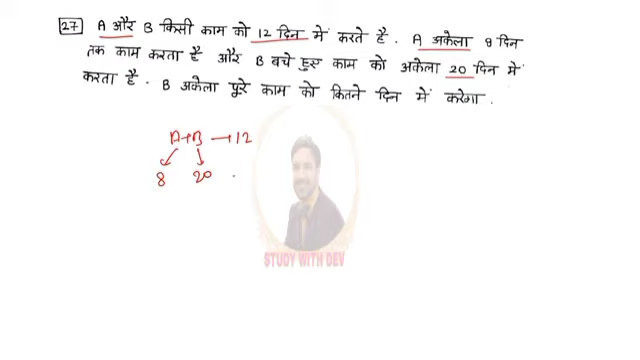 27 A और B किसी काम को 12 दिन में करते है. A अकेला 8 दिन
तक काम करता है और B बचे हुए काम को अकेला 20 दिन में
करता है. B अकेला पूरे काम को कितने दिन में करेगा.
A+B → 12
8 20
STUDY WITH DEV